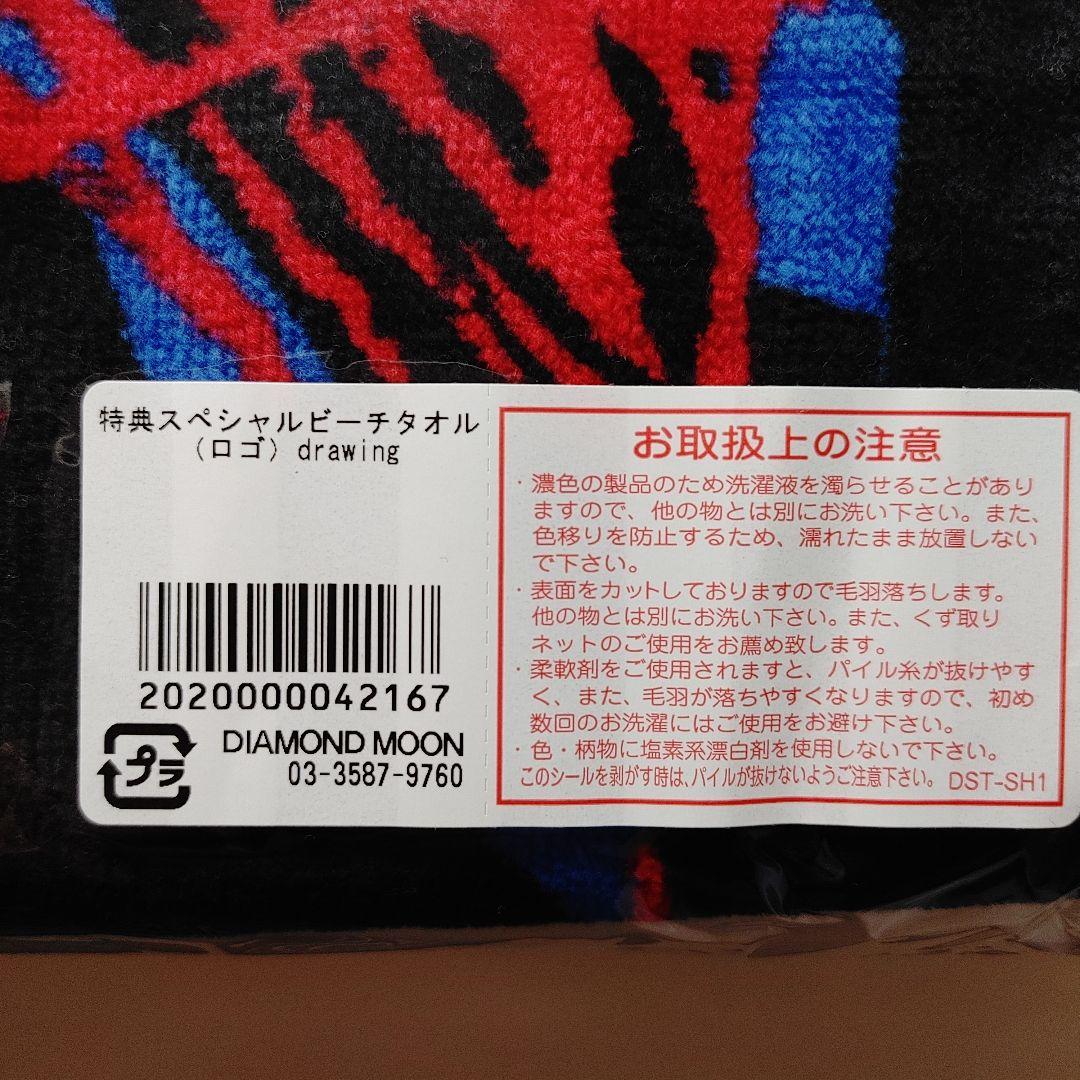 特典スペシャルビーチタオル
（ロゴ）drawing
2020000042167
プラ
DIAMOND MOON
03-3587-9760
お取扱上の注意
・濃色の製品のため洗濯液を濁らせることがあり
ますので、他の物とは別にお洗い下さい。また、
色移りを防止するため、濡れたまま放置しない
で下さい。
・表面をカットしておりますので毛羽落ちします。
他の物とは別にお洗い下さい。また、くず取り
ネットのご使用をお薦め致します。
・柔軟剤をご使用されますと、パイル糸が抜けやす
く、また、毛羽が落ちやすくなりますので、初め
数回のお洗濯にはご使用をお避け下さい。
・色・柄物に塩素系漂白剤を使用しないで下さい。
このシールを剥がす時は、パイルが抜けないようご注意下さい。 DST-SH1